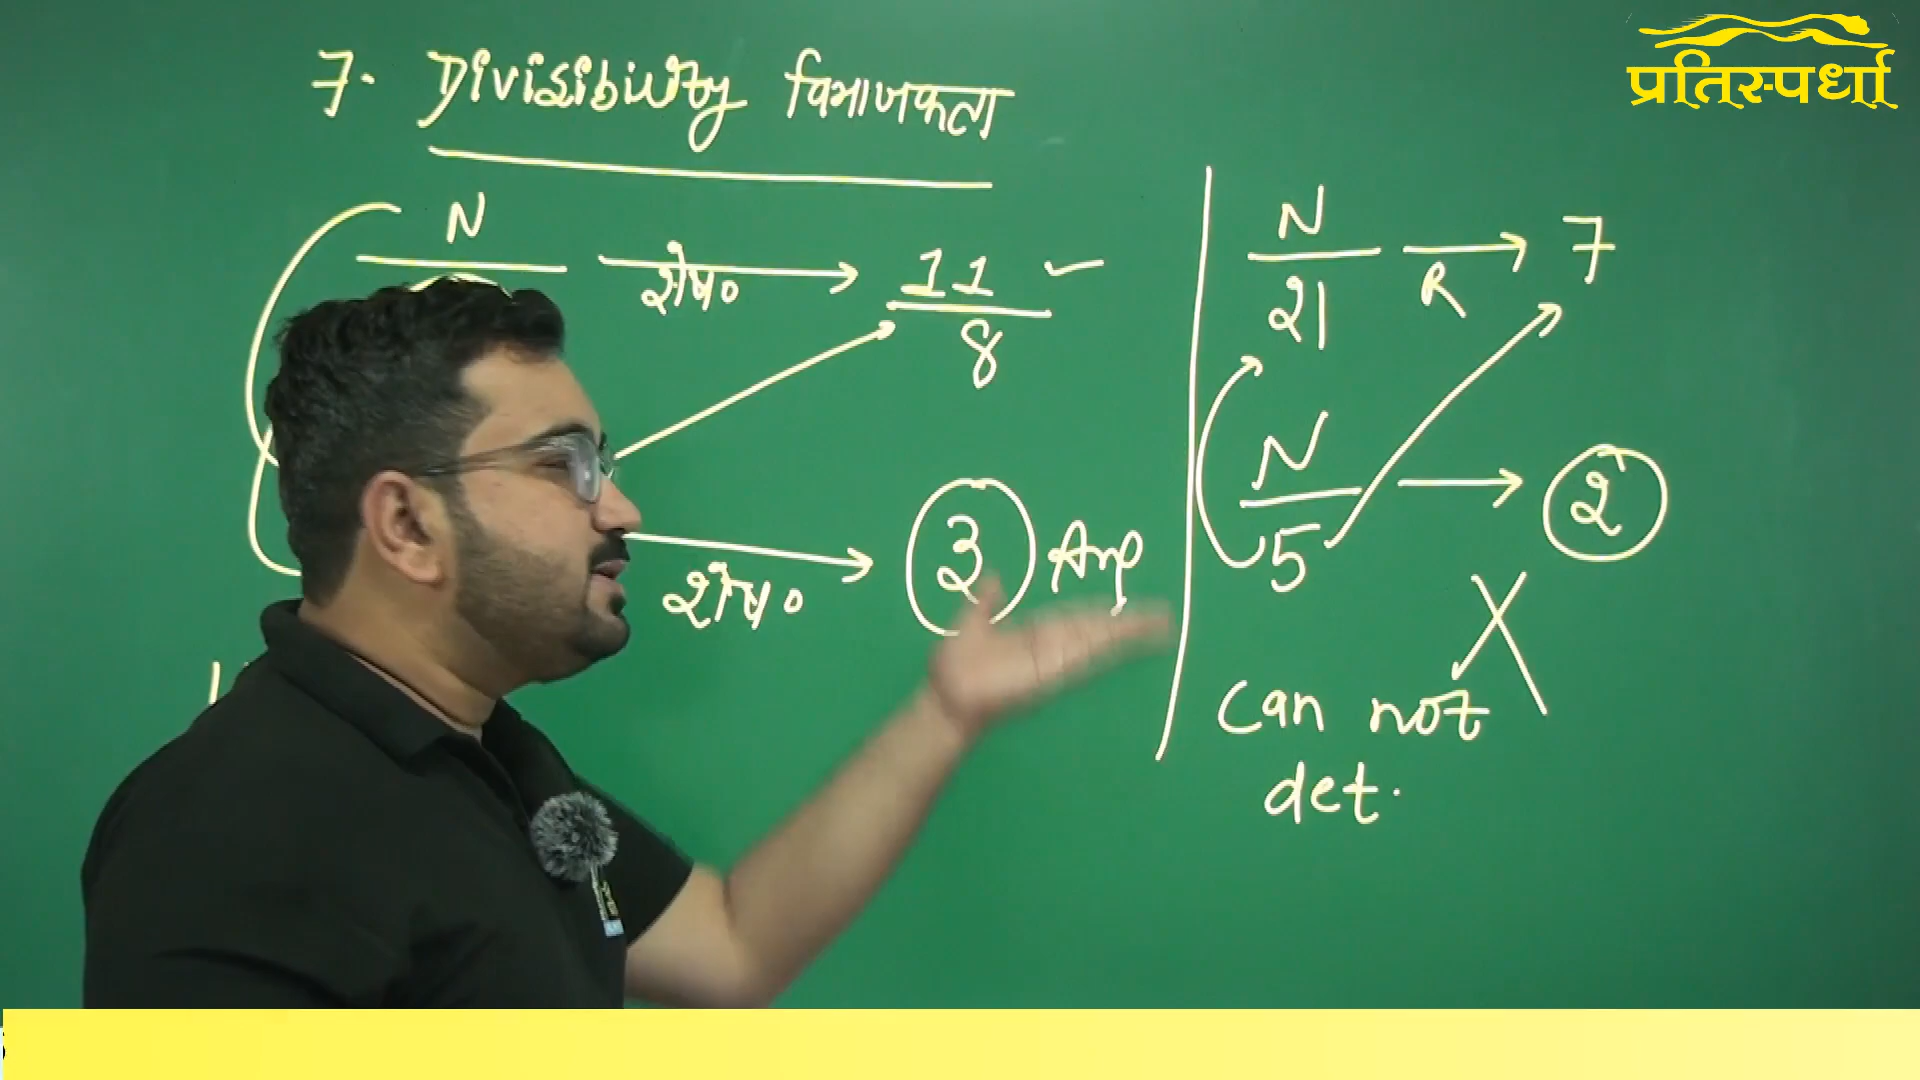 प्रतिस्पर्धा
7. Divisibility विभाजकता
N
शेष०
11
8
शेष०
3 Ans
N
21
R
7
N
5
2
Can not
det.